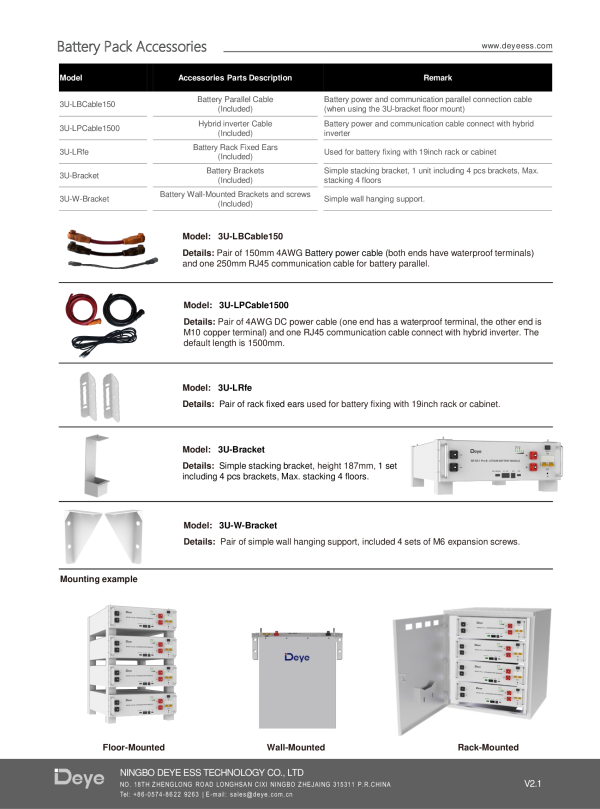 Battery Pack Accessories
www.deyeess.com
Model Accessories Parts Description Remark
3U-LBCable150
Battery Parallel Cable
(Included)
Battery power and communication parallel connection cable
(when using the 3U-bracket floor mount)
3U-LPCable1500
Hybrid inverter Cable
(Included)
Battery power and communication cable connect with hybrid
inverter
3U-LRfe
Battery Rack Fixed Ears
(Included)
Used for battery fixing with 19inch rack or cabinet
3U-Bracket
Battery Brackets
(Included)
Simple stacking bracket, 1 unit including 4 pcs brackets, Max.
stacking 4 floors
3U-W-Bracket
Battery Wall-Mounted Brackets and screws
(Included)
Simple wall hanging support.
Model: 3U-LBCable150
Details: Pair of 150mm 4AWG Battery power cable (both ends have waterproof terminals)
and one 250mm RJ45 communication cable for battery parallel.
Model: 3U-LPCable1500
Details: Pair of 4AWG DC power cable (one end has a waterproof terminal, the other end is
M10 copper terminal) and one RJ45 communication cable connect with hybrid inverter. The
default length is 1500mm.
Model: 3U-LRfe
Details: Pair of rack fixed ears used for battery fixing with 19inch rack or cabinet.
Model: 3U-Bracket
Details: Simple stacking bracket, height 187mm, 1 set
including 4 pcs brackets, Max. stacking 4 floors.
Deye
Model: 3U-W-Bracket
Details: Pair of simple wall hanging support, included 4 sets of M6 expansion screws.
Mounting example
Deye
Deye
Deye
Deye
Deye
Deye
Deye
Deye
Deye
Floor-Mounted
Wall-Mounted
Rack-Mounted
Deye
NINGBO DEYE ESS TECHNOLOGY CO., LTD
NO. 18TH ZHENGLONG ROAD LONGHSAN CIXI NINGBO ZHEJAING 315311 P.R.CHINA
Tel: +86-0574-8622 9263 | E-mail: sales@deye.com.cn
V2.1